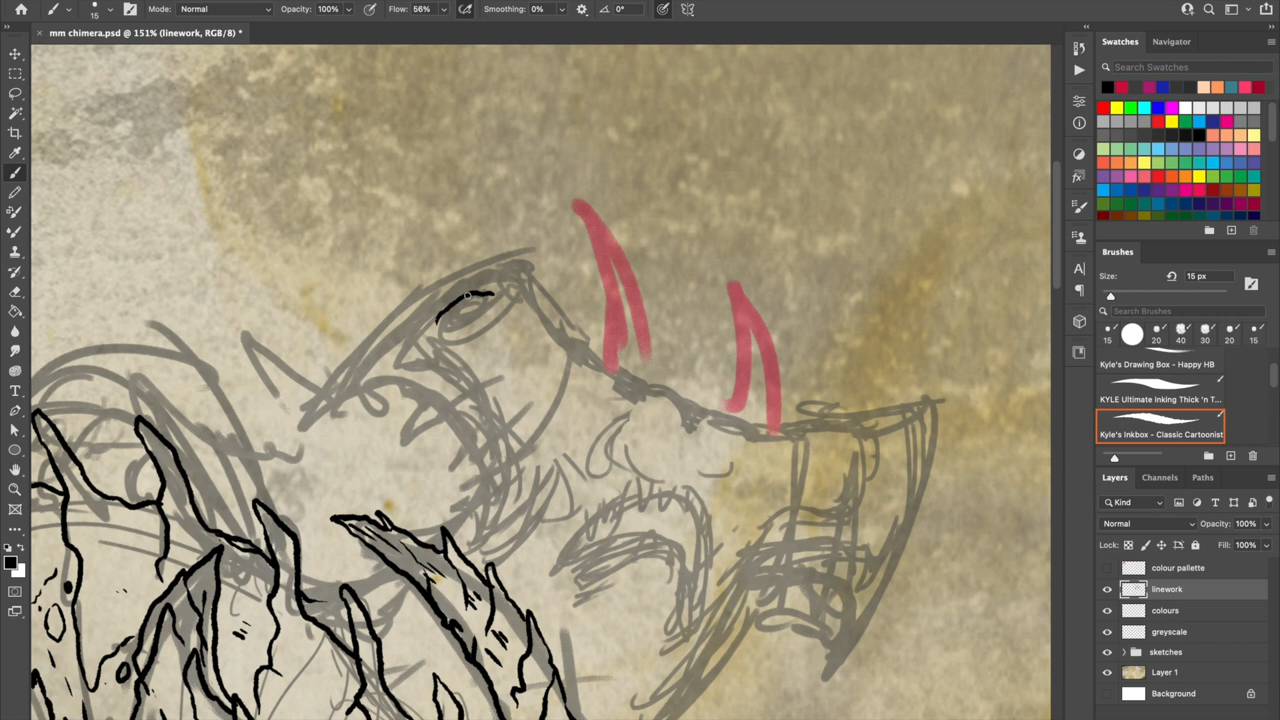 15
Mode: Normal
Opacity: 100%
Flow: 56%
Smoothing: 0%
0°
mm chimera.psd @ 151% (linework, RGB/8) *
Swatches
Navigator
Search Swatches
Brushes
Size:
15 px
Search Brushes
15
20
40
30
20
15
Kyle's Drawing Box - Happy HB
KYLE Ultimate Inking Thick 'n T...
Kyle's Inkbox - Classic Cartoonist
Layers
Channels
Paths
Kind
Normal
Opacity: 100%
Lock:
Fill: 100%
colour pallette
linework
colours
greyscale
sketches
Layer 1
Background